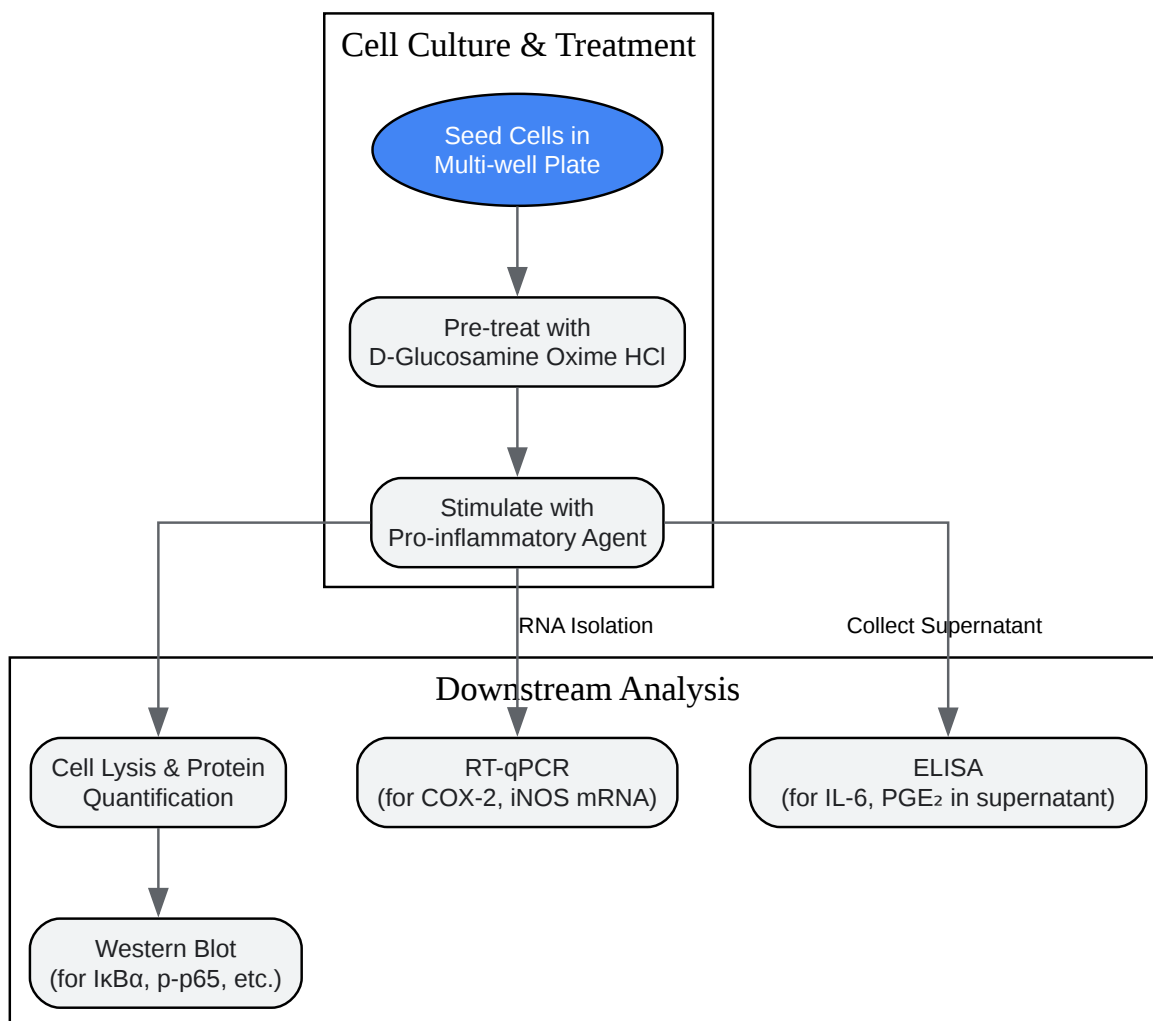 Cell Culture & Treatment
Seed Cells in
Multi-well Plate
Pre-treat with
D-Glucosamine Oxime HCl
Stimulate with
Pro-inflammatory Agent
RNA Isolation
Collect Supernatant
Downstream Analysis
Cell Lysis & Protein
Quantification
RT-qPCR
(for COX-2, iNOS mRNA)
ELISA
(for IL-6, PGE₂ in supernatant)
Western Blot
(for IκBα, p-p65, etc.)